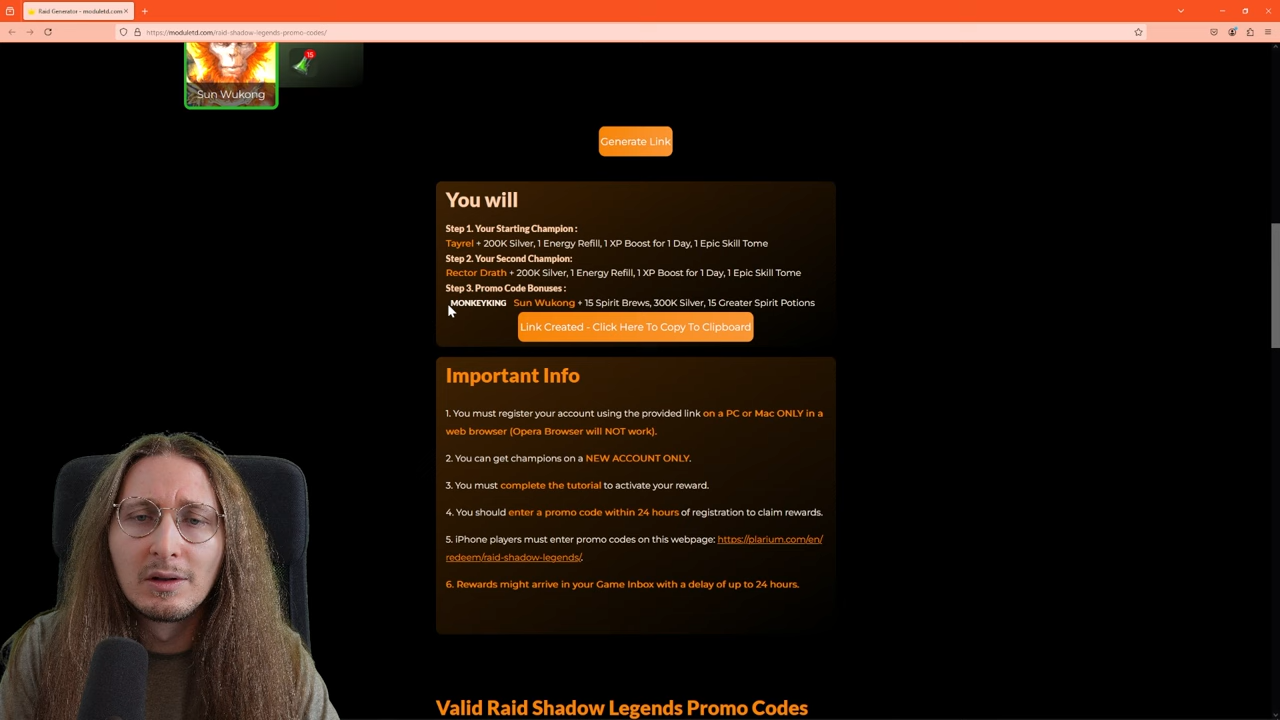 Raid Generator - moduletd.com
https://moduletd.com/raid-shadow-legends-promo-codes/
15
Sun Wukong
Generate Link
You will
Step 1. Your Starting Champion :
Tayrel + 200K Silver, 1 Energy Refill, 1 XP Boost for 1 Day, 1 Epic Skill Tome
Step 2. Your Second Champion:
Rector Drath + 200K Silver, 1 Energy Refill, 1 XP Boost for 1 Day, 1 Epic Skill Tome
Step 3. Promo Code Bonuses :
MONKEYKING Sun Wukong + 15 Spirit Brews, 300K Silver, 15 Greater Spirit Potions
Link Created - Click Here To Copy To Clipboard
Important Info
1. You must register your account using the provided link on a PC or Mac ONLY in a
web browser (Opera Browser will NOT work).
2. You can get champions on a NEW ACCOUNT ONLY.
3. You must complete the tutorial to activate your reward.
4. You should enter a promo code within 24 hours of registration to claim rewards.
5. iPhone players must enter promo codes on this webpage: https://plarium.com/en/
redeem/raid-shadow-legends/.
6. Rewards might arrive in your Game Inbox with a delay of up to 24 hours.
Valid Raid Shadow Legends Promo Codes